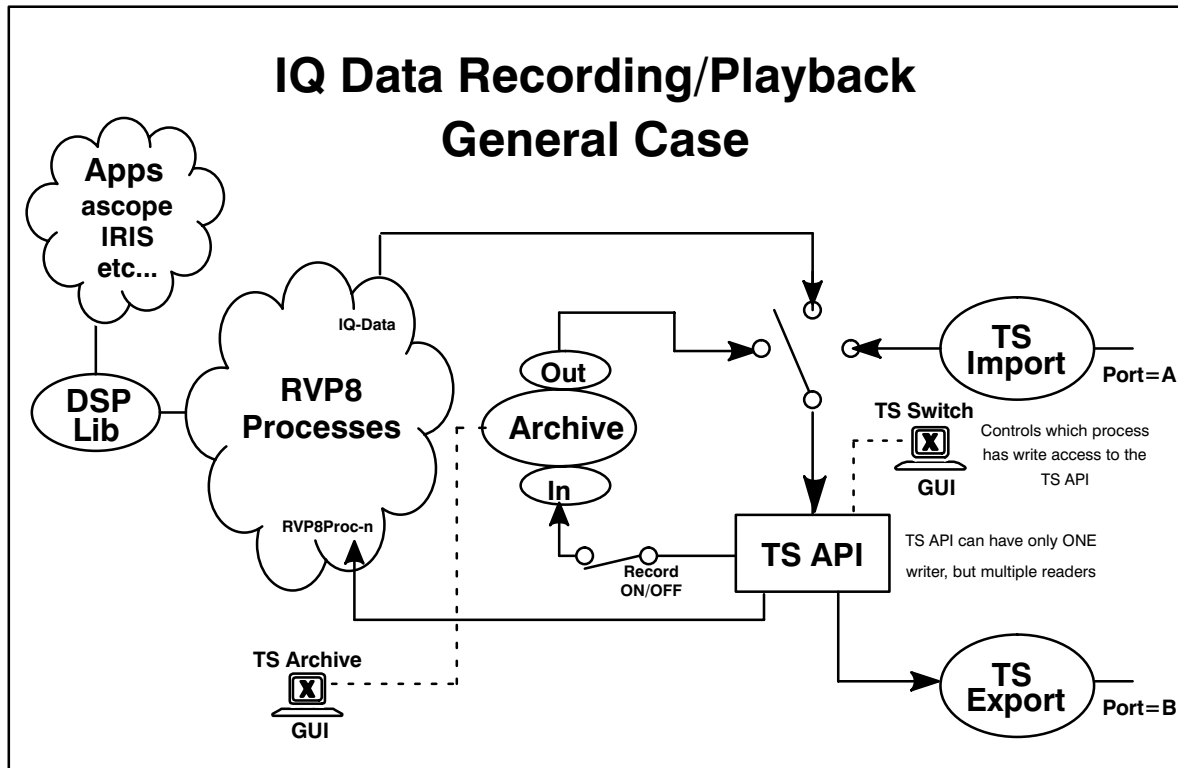 IQ Data Recording/Playback
General Case
Apps
ascope
IRIS
etc...
IQ-Data
DSP
Lib
RVP8
Processes
RVP8Proc-n
Out
Archive
In
TS
Import
Port=A
TS Switch
X
GUI
Controls which process
has write access to the
TS API
TS API
TS API can have only ONE
writer, but multiple readers
Record
ON/OFF
TS Archive
X
GUI
TS
Export
Port=B